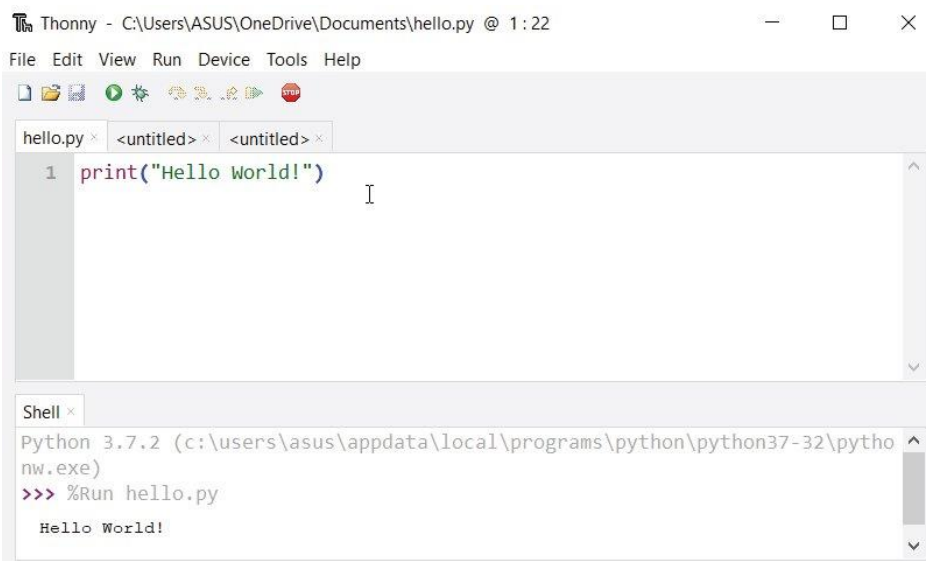 Thonny - C:\Users\ASUS\OneDrive\Documents\hello.py @ 1:22
File Edit View Run Device Tools Help
STOP
hello.py × <untitled> × <untitled> ×
1 print("Hello World!")
Shell ×
Python 3.7.2 (c:\users\asus\appdata\local\programs\python\python37-32\pytho
nw.exe)
>>> %Run hello.py
Hello World!